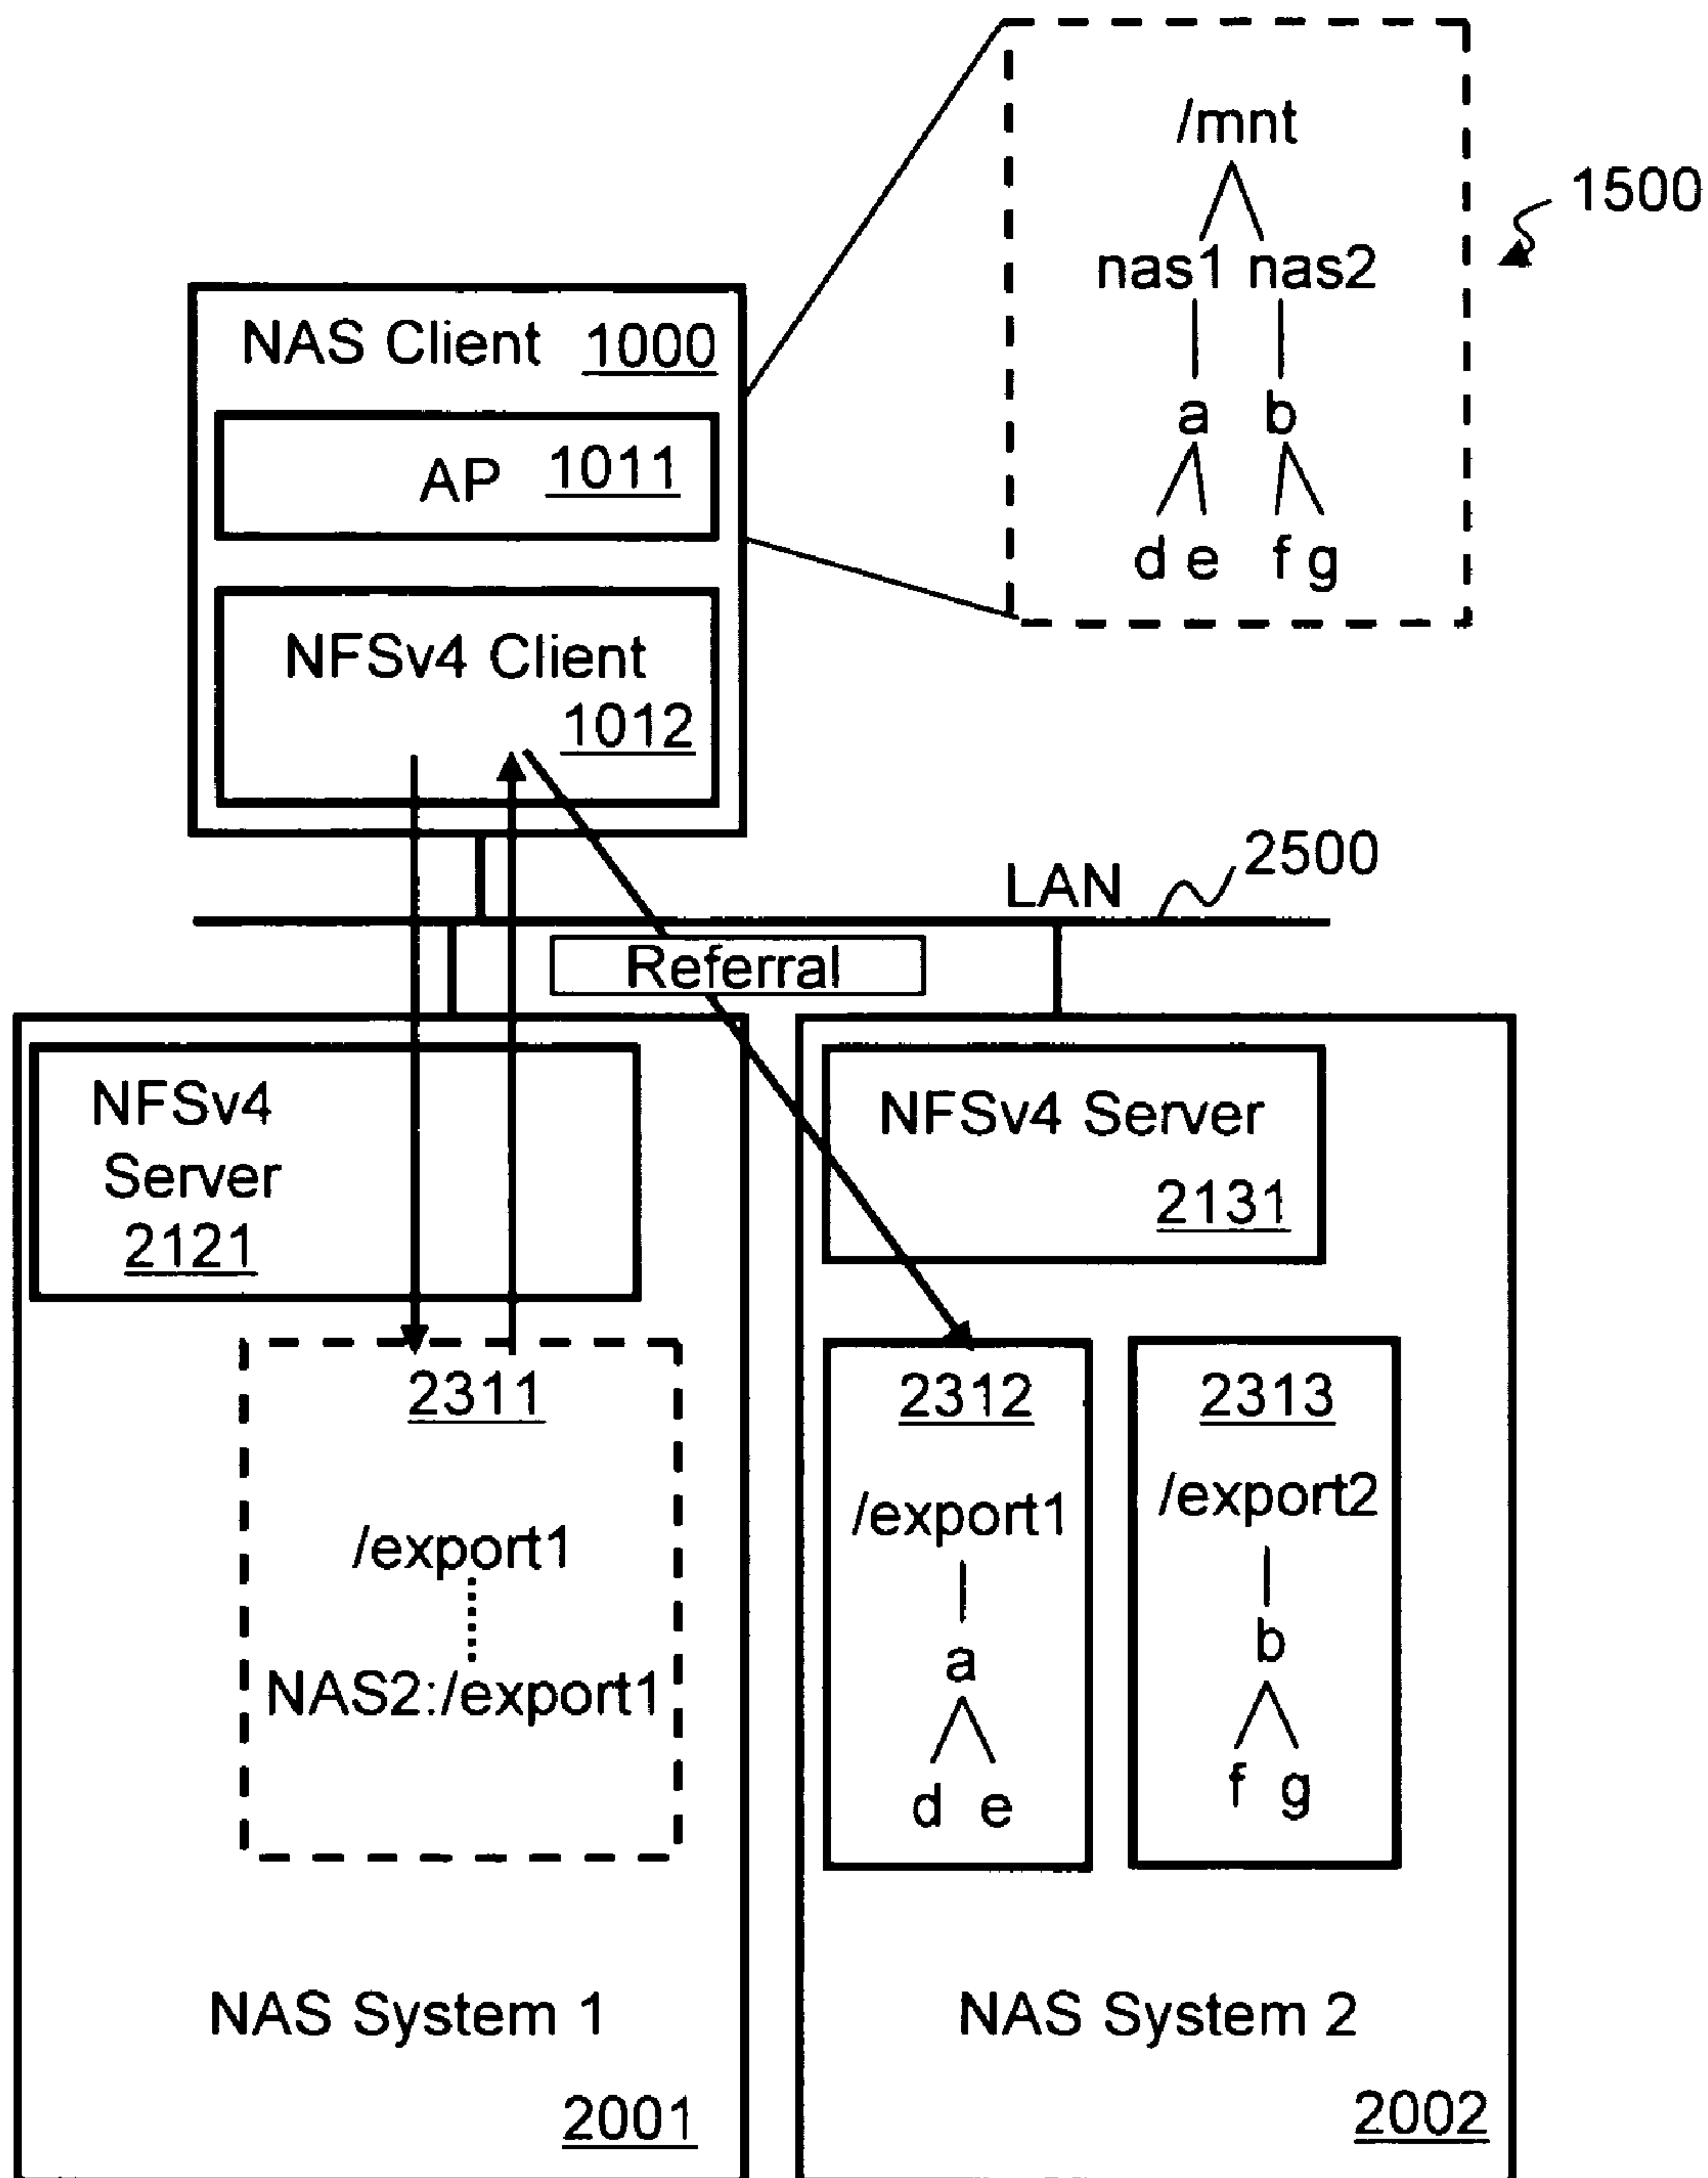 /mnt
1500
nas1 nas2
a b
d e f g
NAS Client 1000
AP 1011
NFSv4 Client
1012
LAN 2500
Referral
NFSv4
Server
2121
2311
/export1
NAS2:/export1
NAS System 1
2001
NFSv4 Server
2131
2312
/export1
a
d e
2313
/export2
b
f g
NAS System 2
2002